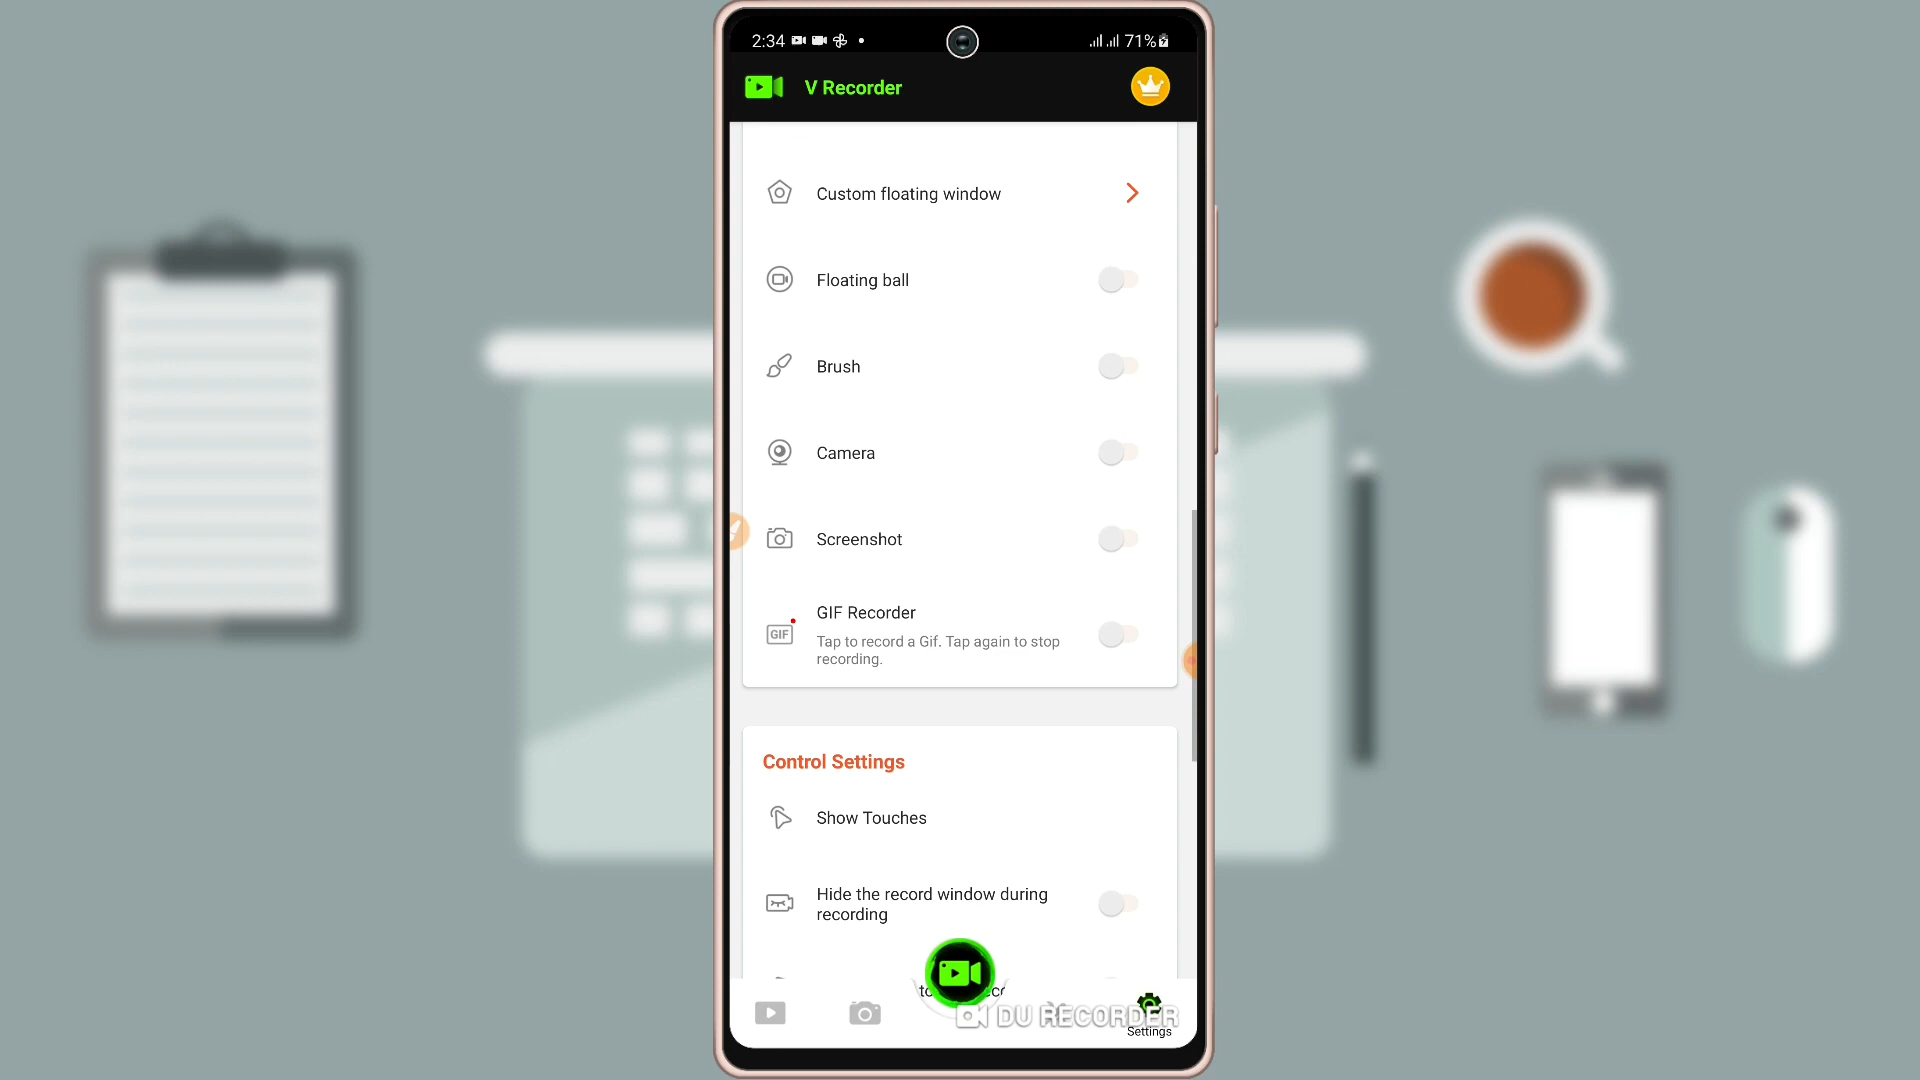 2:34
71%
V Recorder
Custom floating window
Floating ball
Brush
Camera
Screenshot
GIF Recorder
GIF
Tap to record a Gif. Tap again to stop
recording.
Control Settings
Show Touches
Hide the record window during
recording
DU RECORDER
Settings